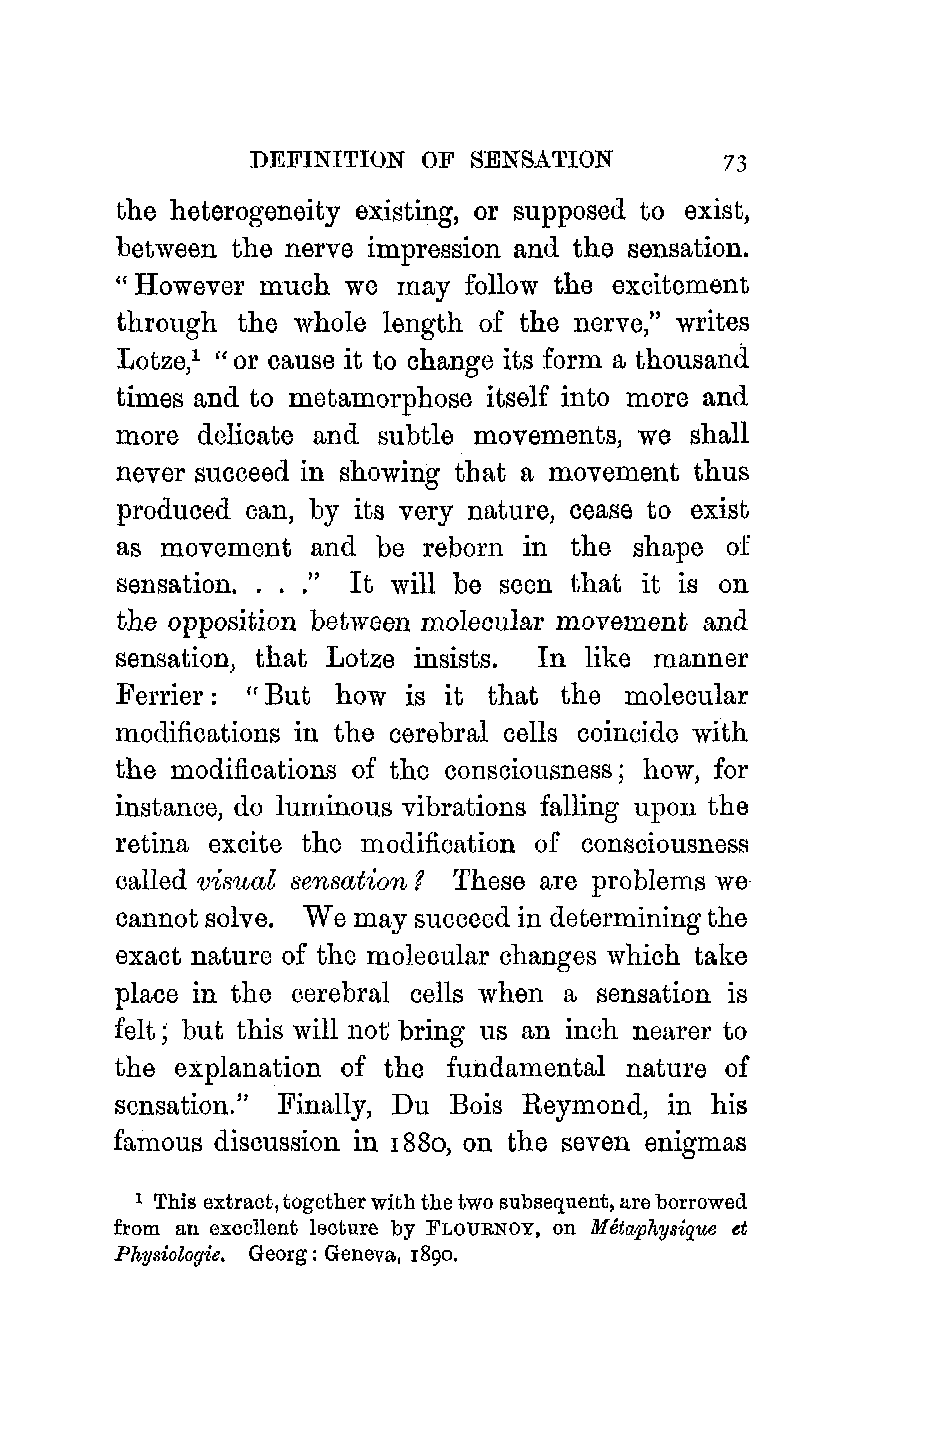 DEFINITION OF SENSATION 73
the heterogeneity existing, or supposed to exist,
between the nerve impression and the sensation.
“However much we may follow the excitement
through the whole length of the nerve,” writes
Lotze,¹ “or cause it to change its form a thousand
times and to metamorphose itself into more and
more delicate and subtle movements, we shall
never succeed in showing that a movement thus
produced can, by its very nature, cease to exist
as movement and be reborn in the shape of
sensation. . . .” It will be seen that it is on
the opposition between molecular movement and
sensation, that Lotze insists. In like manner
Ferrier: “But how is it that the molecular
modifications in the cerebral cells coincide with
the modifications of the consciousness; how, for
instance, do luminous vibrations falling upon the
retina excite the modification of consciousness
called visual sensation? These are problems we
cannot solve. We may succeed in determining the
exact nature of the molecular changes which take
place in the cerebral cells when a sensation is
felt; but this will not bring us an inch nearer to
the explanation of the fundamental nature of
sensation.” Finally, Du Bois Reymond, in his
famous discussion in 1880, on the seven enigmas
¹ This extract, together with the two subsequent, are borrowed
from an excellent lecture by FLOURNOY, on Métaphysique et
Physiologie. Georg: Geneva, 1890.